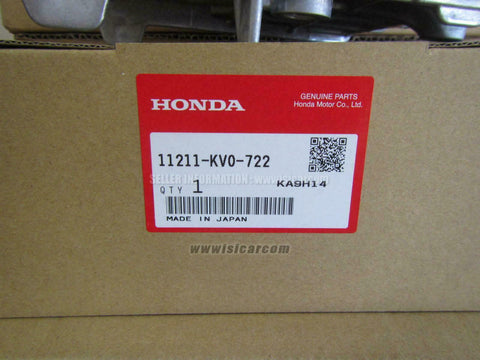 HONDA
GENUINE PARTS
Honda Motor Co., Ltd.
11211-KV0-722
SELLER INFORMATION
QTY 1
KA9H14
MADE IN JAPAN
wwwisicarcom